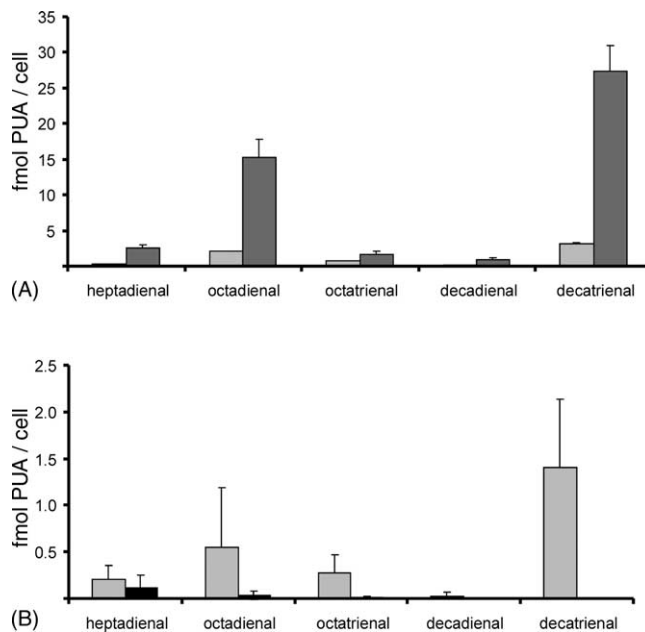 35
30
25
20
15
10
5
fmol PUA / cell
(A)
heptadienal octadienal octatrienal decadienal decatrienal
2.5
2.0
1.5
1.0
0.5
fmol PUA / cell
(B)
heptadienal octadienal octatrienal decadienal decatrienal